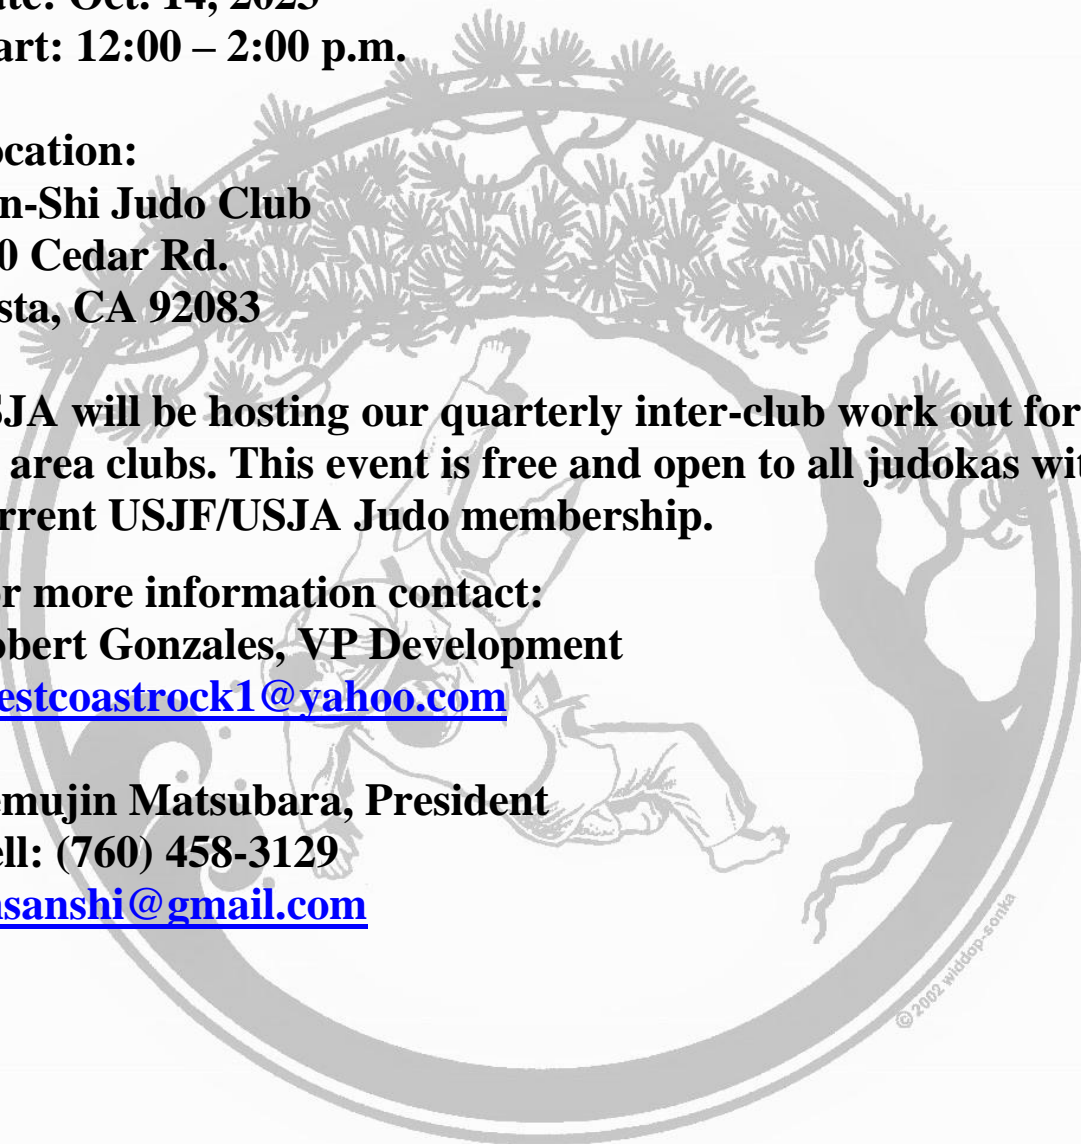 ate: Oct. 14, 2023
art: 12:00 – 2:00 p.m.
ocation:
n-Shi Judo Club
0 Cedar Rd.
sta, CA 92083
SJA will be hosting our quarterly inter-club work out for
area clubs. This event is free and open to all judokas wit
rrent USJF/USJA Judo membership.
or more information contact:
obert Gonzales, VP Development
estcoastrock1@yahoo.com
emujin Matsubara, President
ell: (760) 458-3129
nsanshi@gmail.com
© 2002 widdop-sonka